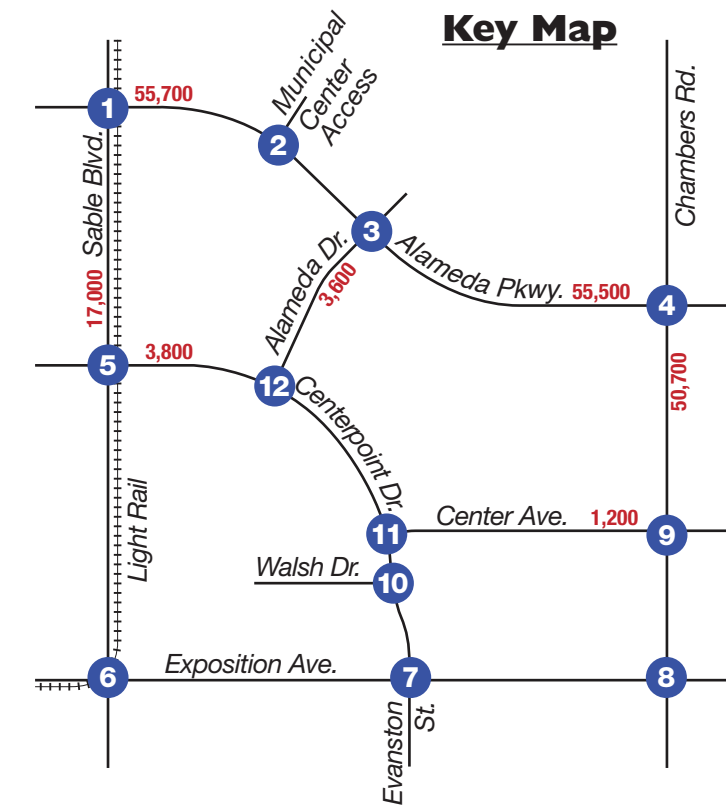 Key Map
Municipal
Center
Access
Chambers Rd.
1
55,700
2
Sable Blvd.
3
Alameda Dr.
3,600
Alameda Pkwy.
55,500
4
17,000
5
3,800
12
Centerpoint Dr.
50,700
Light Rail
11
Center Ave.
1,200
9
Walsh Dr.
10
6
Exposition Ave.
7
8
Evanston
St.